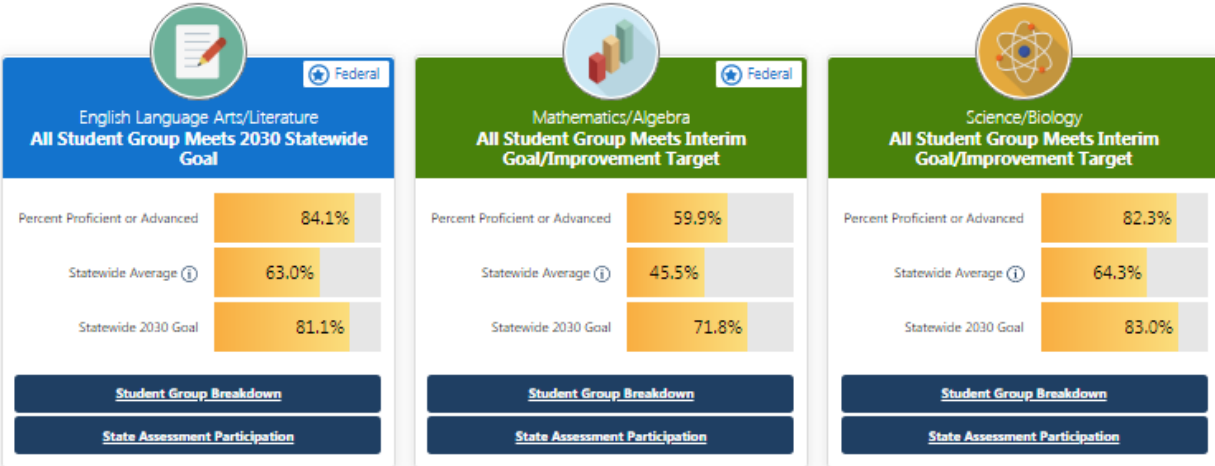 Federal
English Language Arts/Literature
All Student Group Meets 2030 Statewide
Goal
Percent Proficient or Advanced
84.1%
Statewide Average
63.0%
Statewide 2030 Goal
81.1%
Student Group Breakdown
State Assessment Participation
Federal
Mathematics/Algebra
All Student Group Meets Interim
Goal/Improvement Target
Percent Proficient or Advanced
59.9%
Statewide Average
45.5%
Statewide 2030 Goal
71.8%
Student Group Breakdown
State Assessment Participation
Science/Biology
All Student Group Meets Interim
Goal/Improvement Target
Percent Proficient or Advanced
82.3%
Statewide Average
64.3%
Statewide 2030 Goal
83.0%
Student Group Breakdown
State Assessment Participation